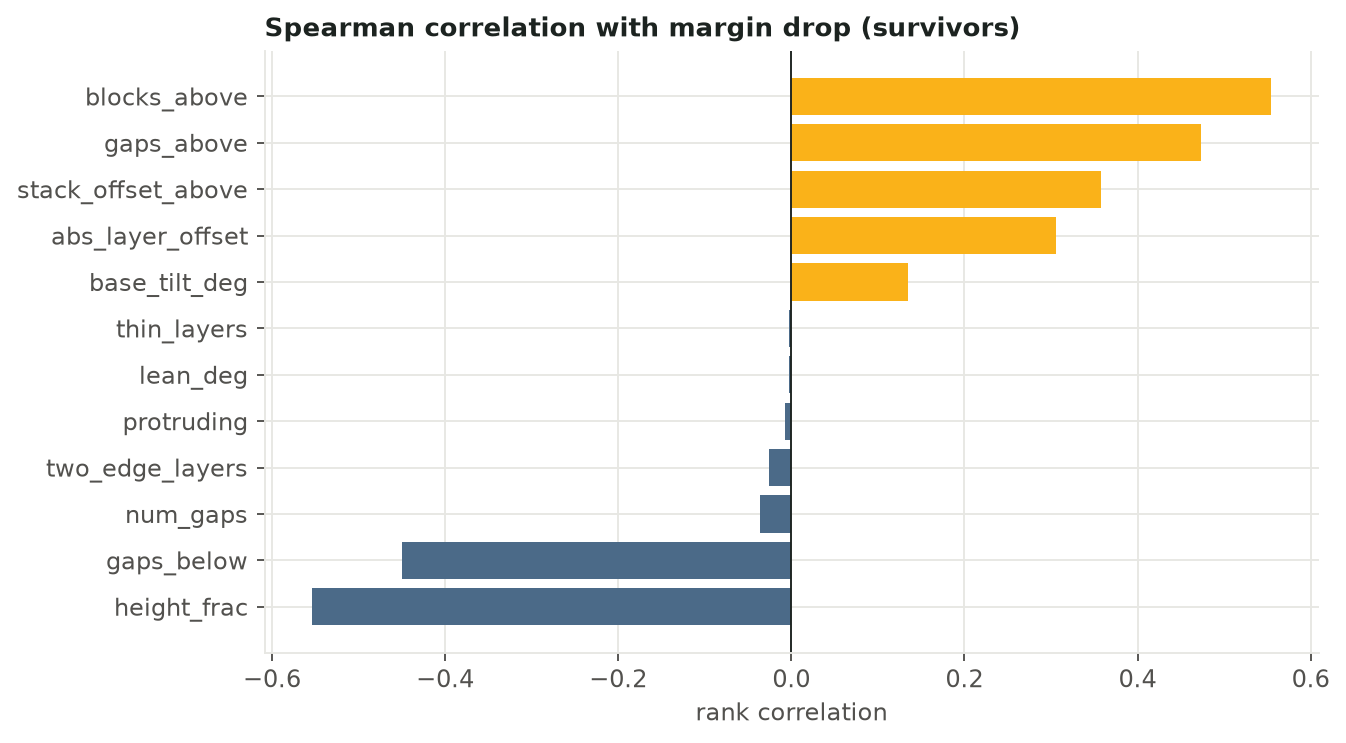 Spearman correlation with margin drop (survivors)
blocks_above
gaps_above
stack_offset_above
abs_layer_offset
base_tilt_deg
thin_layers
lean_deg
protruding
two_edge_layers
num_gaps
gaps_below
height_frac
−0.6 −0.4 −0.2 0.0 0.2 0.4 0.6
rank correlation